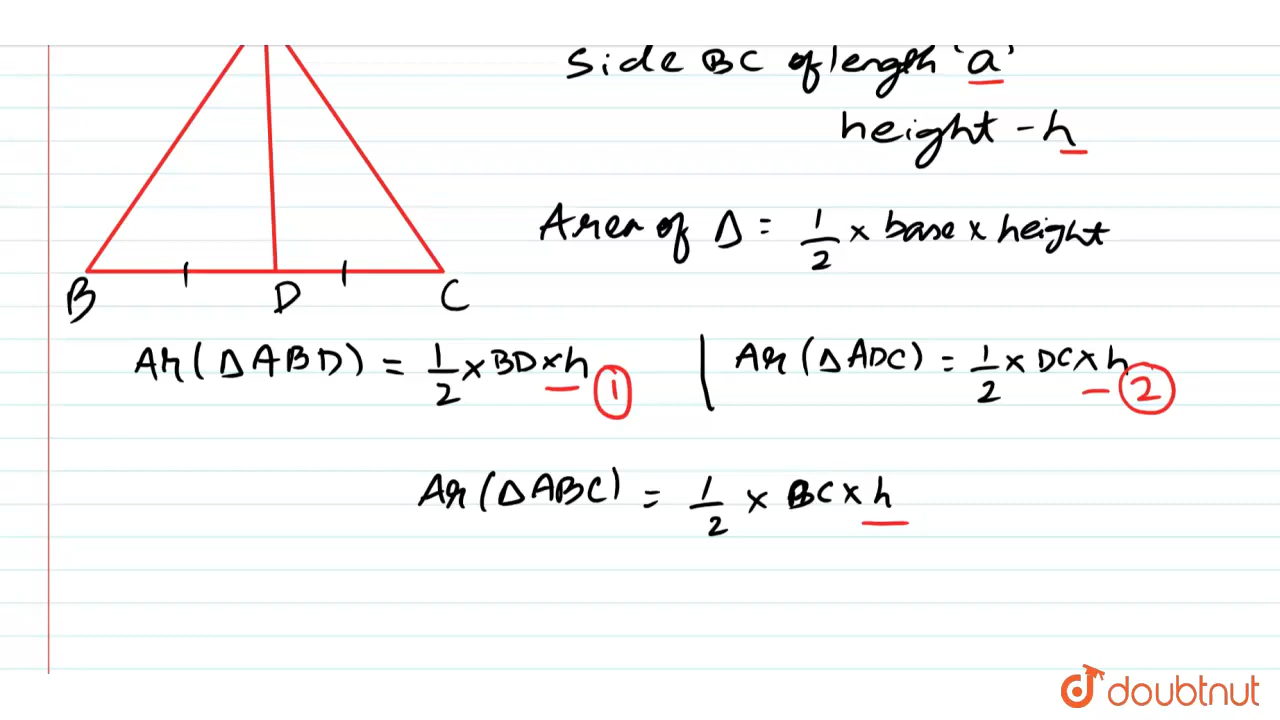 Side BC of length 'a'
height - h
Area of Δ = 1/2 × base × height
B D C
Ar(ΔABD) = 1/2 × BD × h ① | Ar(ΔADC) = 1/2 × DC × h ②
Ar(ΔABC) = 1/2 × BC × h
doubtnut